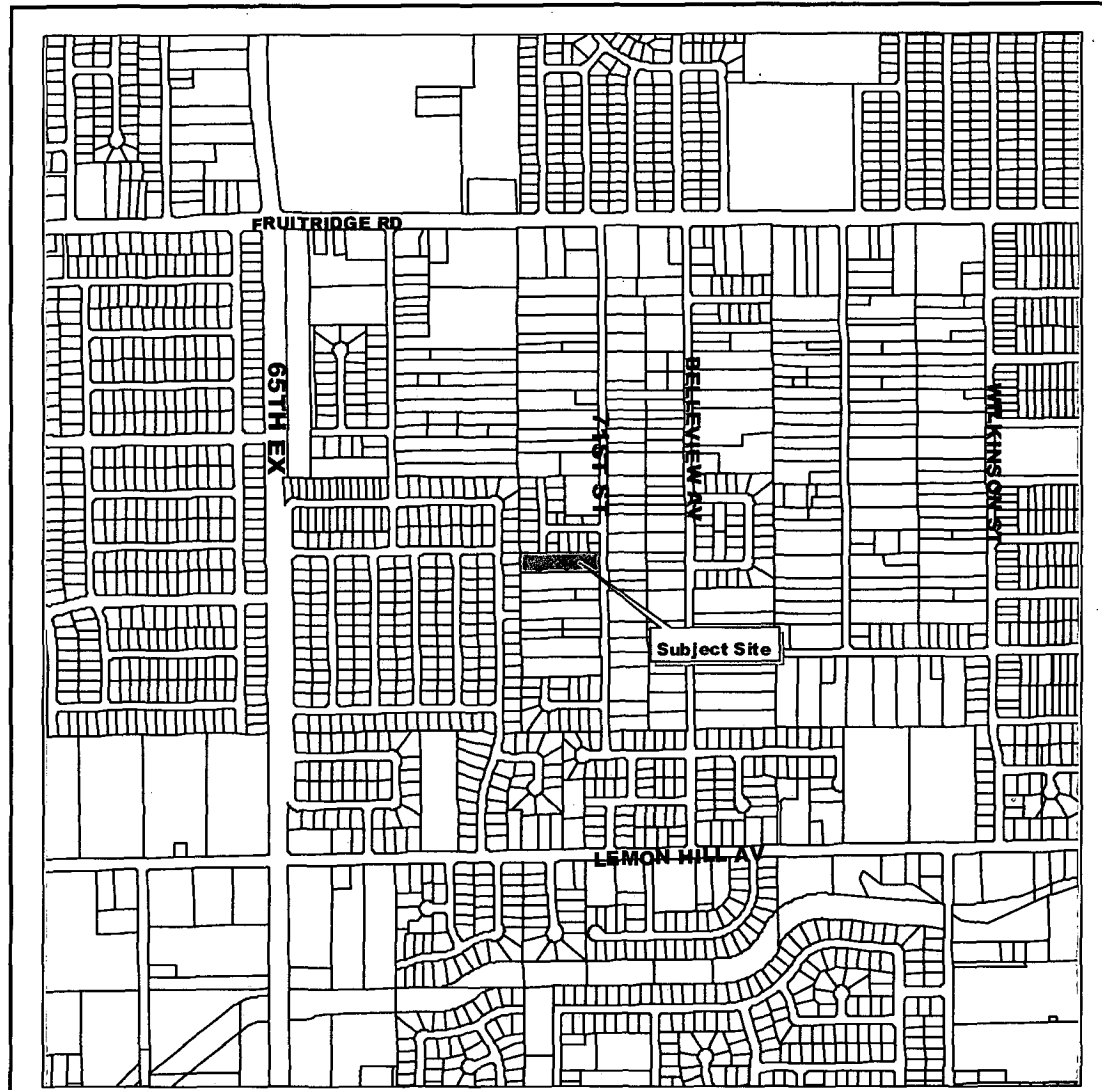 FRUITRIDGE RD
65TH EX
71ST ST
BELLEVIEW AV
WILKINSON ST
Subject Site
LEMON HILL AV